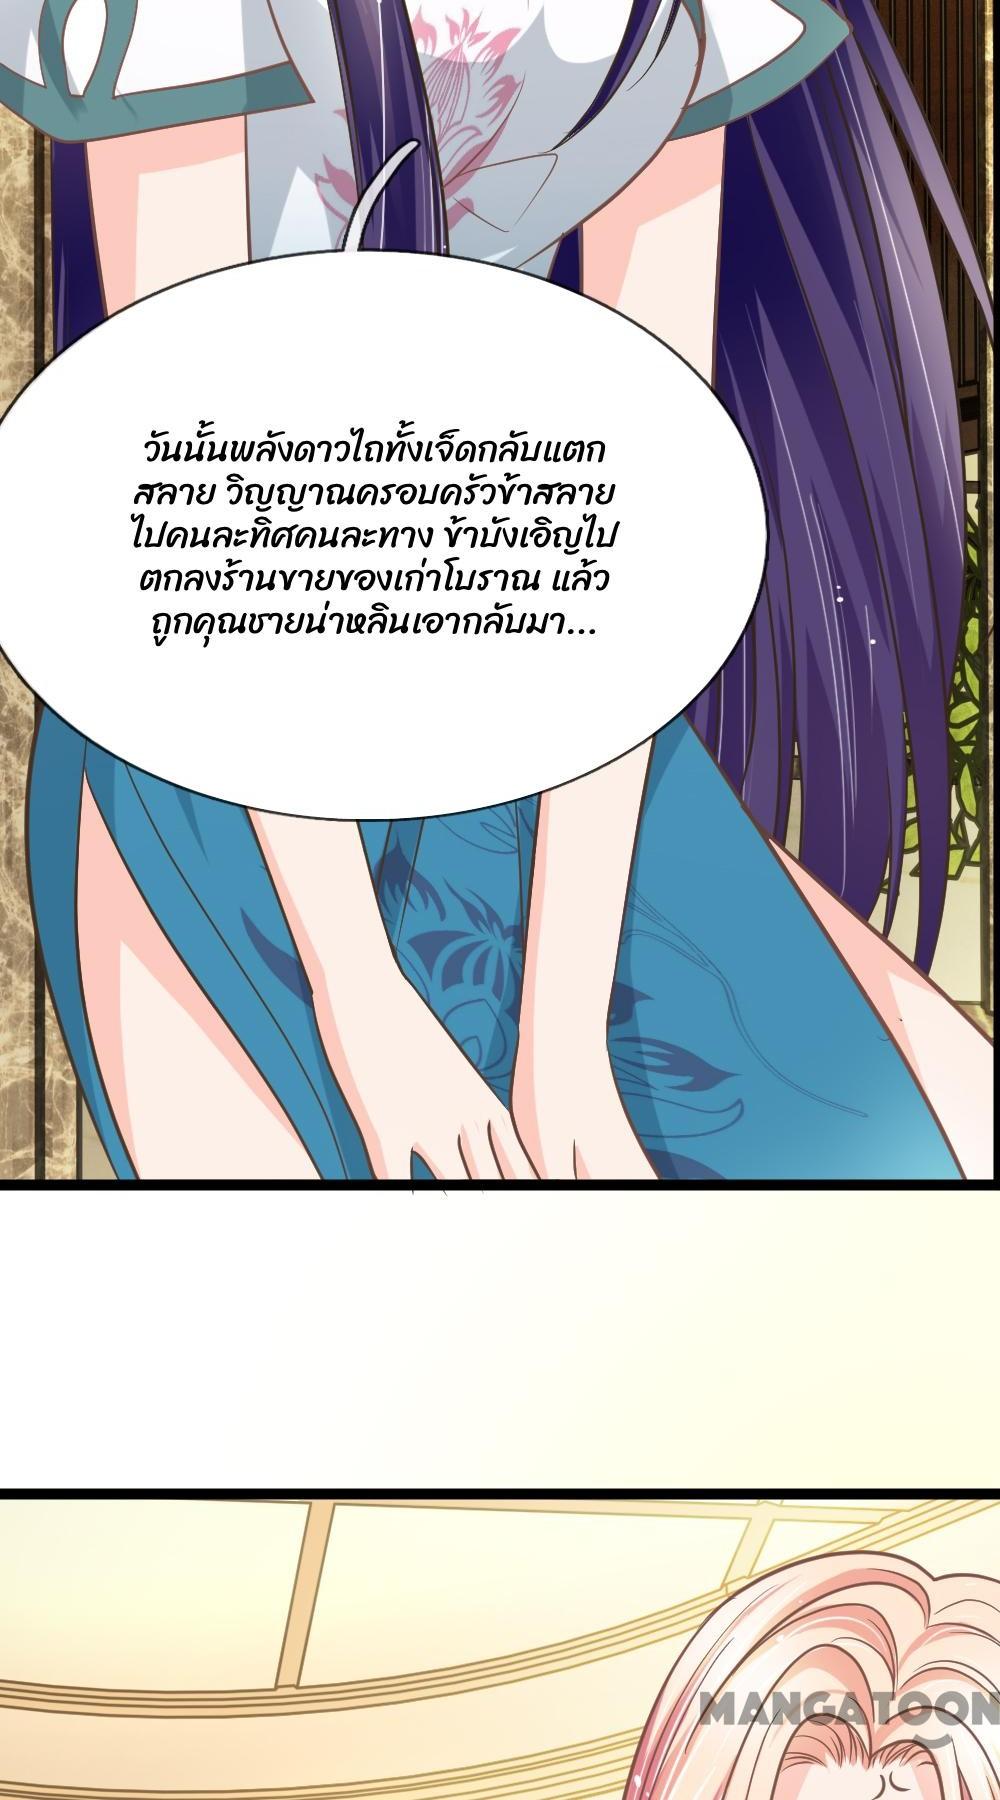 วันนั้นพลังดาวไถทั้งเจ็ดกลับแตก
สลาย วิญญาณครอบครัวข้าสลาย
ไปคนละทิศคนละทาง ข้าบังเอิญไป
ตกลงร้านขายของเก่าโบราณ แล้ว
ถูกคุณชายน่าหลินเอากลับมา...
MANGATOON